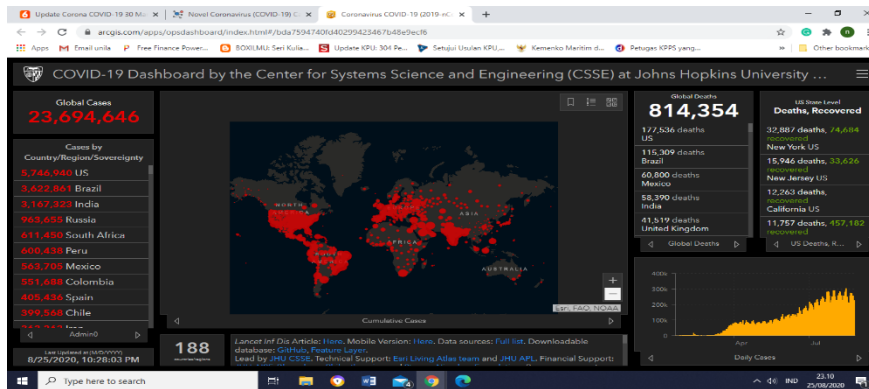 Update Corona COVID-19 30 Ma
Novel Coronavirus (COVID-19) C
Coronavirus COVID-19 (2019-nC
arcgis.com/apps/opsdashboard/index.html#/bda7594740fd40299423467b48e9ecf6
Apps
Email unila
Free Finance Power...
BOXILMU: Seri Kulia...
Update KPU: 304 Pe...
Setujui Usulan KPU,...
Kemenko Maritim d...
Petugas KPPS yang...
Other bookmark
COVID-19 Dashboard by the Center for Systems Science and Engineering (CSSE) at Johns Hopkins University ...
Global Cases
23,694,646
Cases by
Country/Region/Sovereignty
5,746,940 US
3,622,861 Brazil
3,167,323 India
963,655 Russia
611,450 South Africa
600,438 Peru
563,705 Mexico
551,688 Colombia
405,436 Spain
399,568 Chile
Admin0
Last Updated at (M/D/YYYY)
8/25/2020, 10:28:03 PM
NORTH
AMERICA
SOUTH
AMERICA
AFRICA
ASIA
AUSTRALIA
Esri, FAO, NOAA
Cumulative Cases
188
countries/regions
Lancet Inf Dis Article: Here. Mobile Version: Here. Data sources: Full list. Downloadable
database: GitHub, Feature Layer.
Lead by JHU CSSE. Technical Support: Esri Living Atlas team and JHU APL. Financial Support:
Global Deaths
814,354
177,536 deaths
US
115,309 deaths
Brazil
60,800 deaths
Mexico
58,390 deaths
India
41,519 deaths
United Kingdom
Global Deaths
US State Level
Deaths, Recovered
32,887 deaths, 74,684
recovered
New York US
15,946 deaths, 33,626
recovered
New Jersey US
12,263 deaths,
recovered
California US
11,757 deaths, 457,182
recovered
US Deaths, R...
400k
300k
200k
100k
0
Apr
Jul
Daily Cases
Type here to search
IND
23.10
25/08/2020